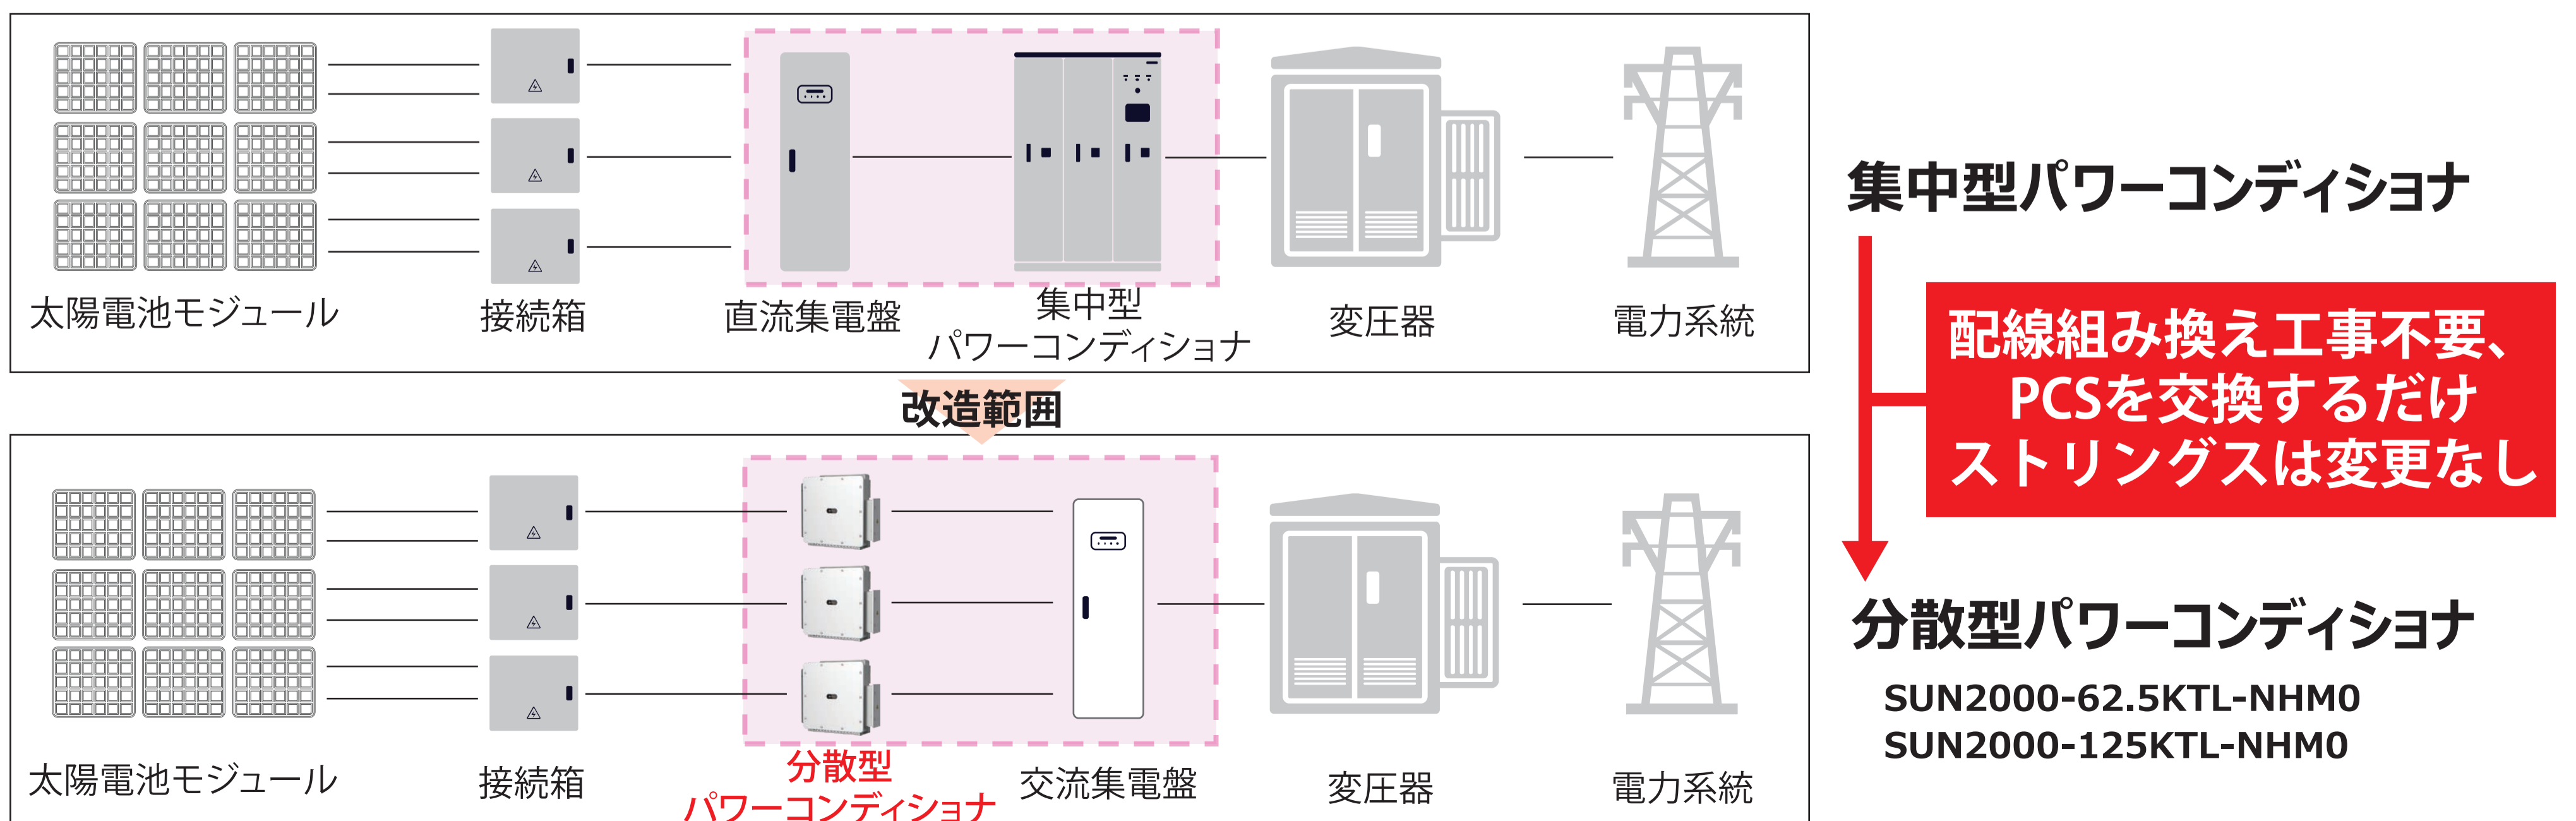 太陽電池モジュール
接続箱
直流集電盤
集中型
パワーコンディショナ
変圧器
電力系統
改造範囲
太陽電池モジュール
接続箱
分散型
パワーコンディショナ
交流集電盤
変圧器
電力系統
集中型パワーコンディショナ
配線組み換え工事不要、
PCSを交換するだけ
ストリングスは変更なし
分散型パワーコンディショナ
SUN2000-62.5KTL-NHM0
SUN2000-125KTL-NHM0